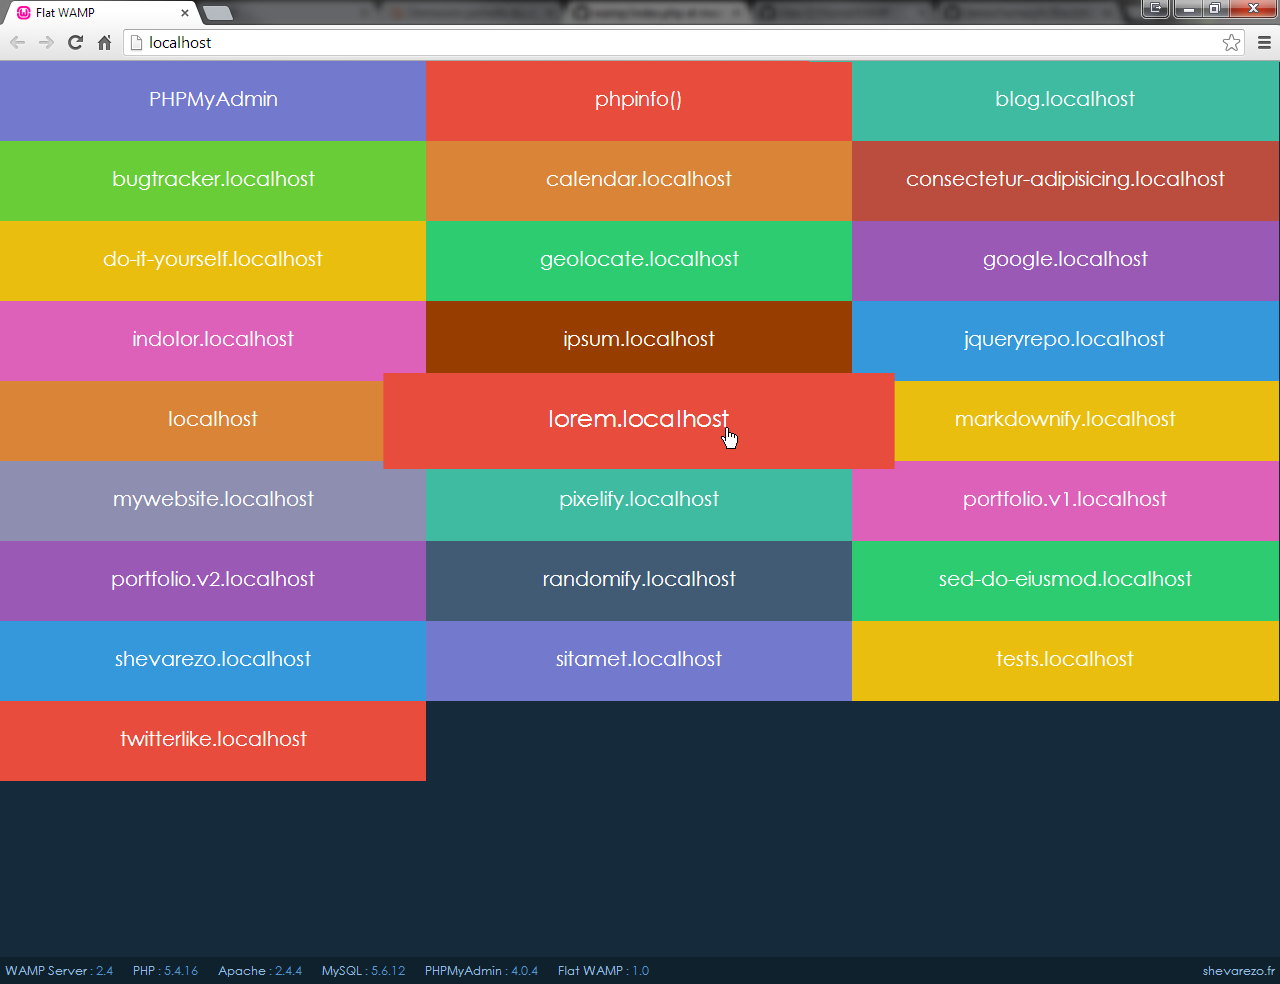 Flat WAMP
localhost
PHPMyAdmin
phpinfo()
blog.localhost
bugtracker.localhost
calendar.localhost
consectetur-adipisicing.localhost
do-it-yourself.localhost
geolocate.localhost
google.localhost
indolor.localhost
ipsum.localhost
jqueryrepo.localhost
localhost
lorem.localhost
markdownify.localhost
mywebsite.localhost
pixelify.localhost
portfolio.v1.localhost
portfolio.v2.localhost
randomify.localhost
sed-do-eiusmod.localhost
shevarezo.localhost
sitamet.localhost
tests.localhost
twitterlike.localhost
WAMP Server : 2.4 PHP : 5.4.16 Apache : 2.4.4 MySQL : 5.6.12 PHPMyAdmin : 4.0.4 Flat WAMP : 1.0 shevarezo.fr